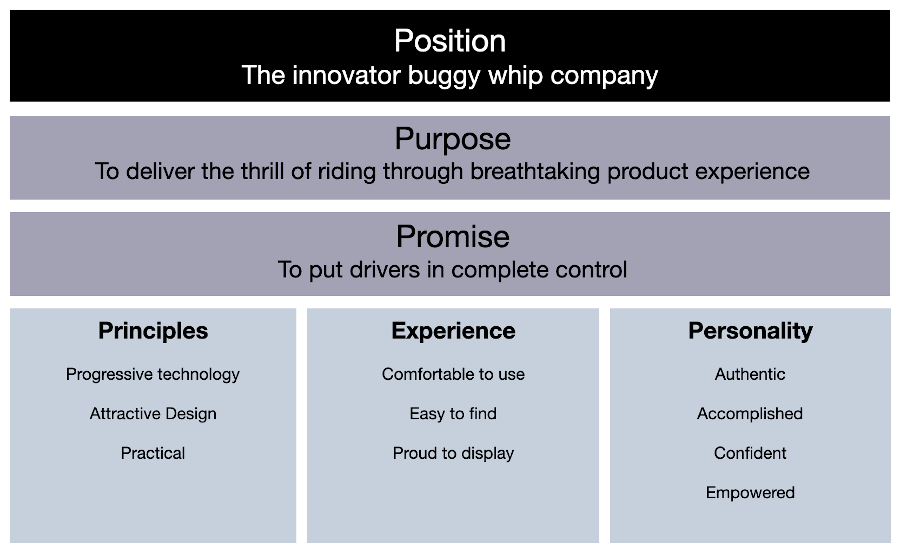 Position
The innovator buggy whip company
Purpose
To deliver the thrill of riding through breathtaking product experience
Promise
To put drivers in complete control
Principles
Progressive technology
Attractive Design
Practical
Experience
Comfortable to use
Easy to find
Proud to display
Personality
Authentic
Accomplished
Confident
Empowered